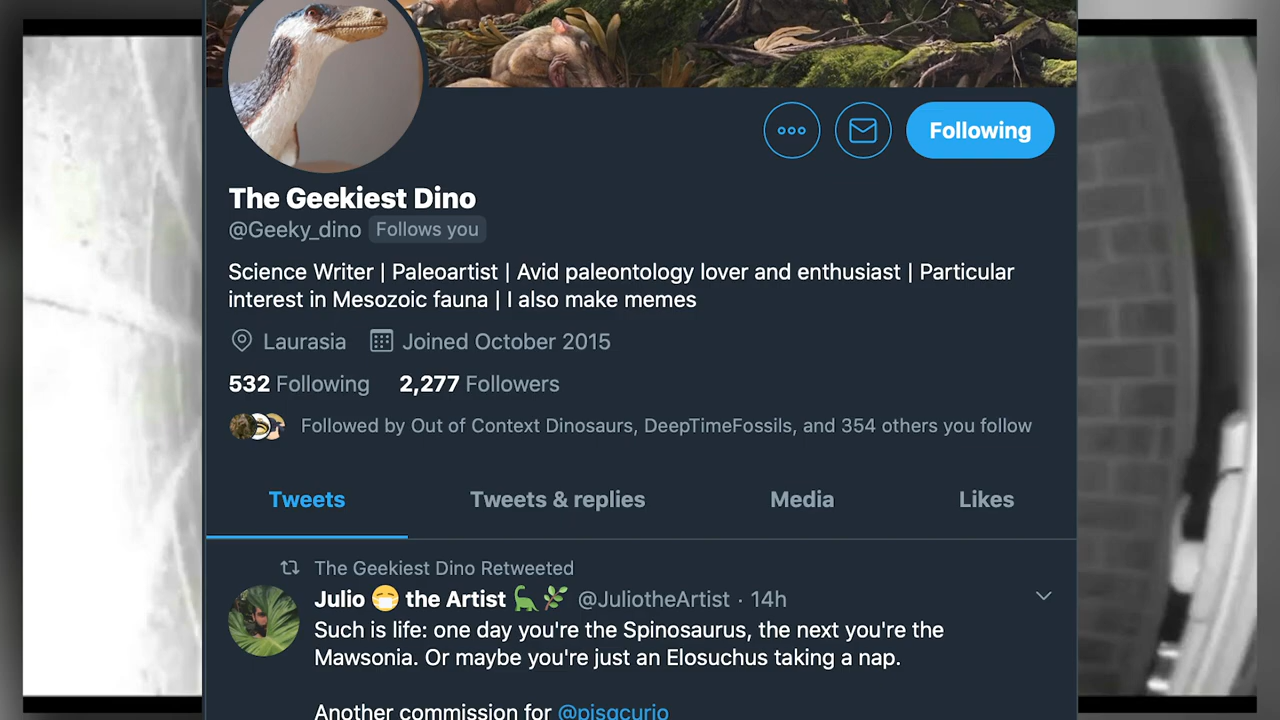 Following
The Geekiest Dino
@Geeky_dino Follows you
Science Writer | Paleoartist | Avid paleontology lover and enthusiast | Particular
interest in Mesozoic fauna | I also make memes
Laurasia Joined October 2015
532 Following 2,277 Followers
Followed by Out of Context Dinosaurs, DeepTimeFossils, and 354 others you follow
Tweets Tweets & replies Media Likes
The Geekiest Dino Retweeted
Julio 😷 the Artist 🦕🌿 @JuliotheArtist · 14h
Such is life: one day you're the Spinosaurus, the next you're the
Mawsonia. Or maybe you're just an Elosuchus taking a nap.
Another commission for @pisqcurio